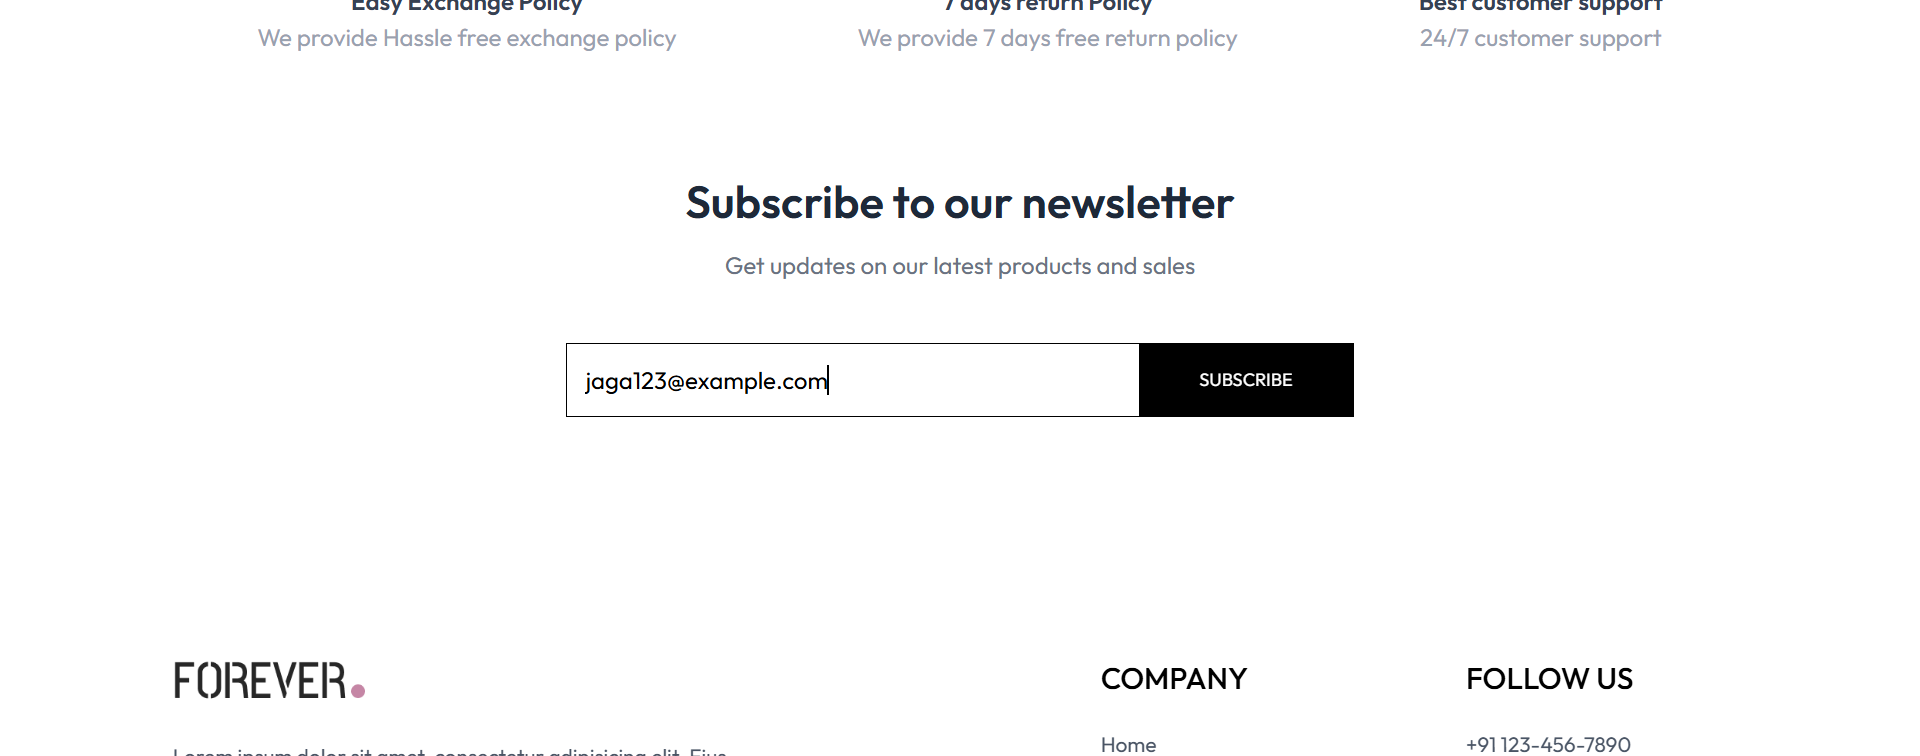 Easy Exchange Policy
7 days return Policy
Best customer support
We provide Hassle free exchange policy
We provide 7 days free return policy
24/7 customer support
Subscribe to our newsletter
Get updates on our latest products and sales
jaga123@example.com
SUBSCRIBE
FOREVER.
COMPANY
FOLLOW US
Home
+91 123-456-7890
Lorem ipsum dolor sit amet, consectetur adipisicing elit. Eius